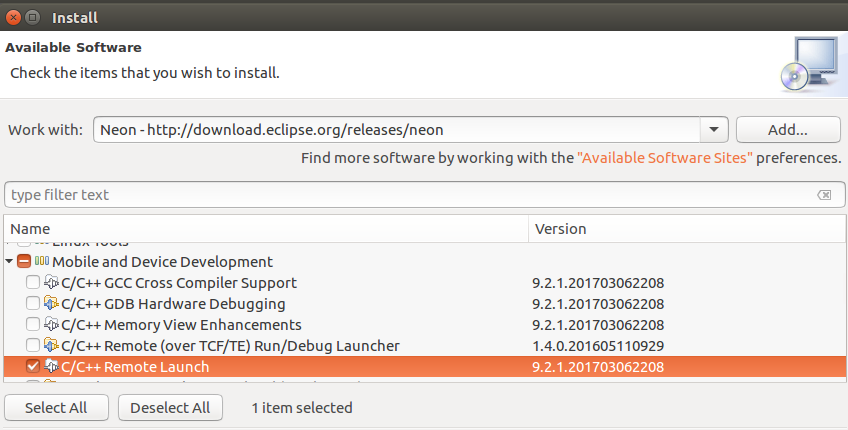 Install
Available Software
Check the items that you wish to install.
Work with: Neon - http://download.eclipse.org/releases/neon Add...
Find more software by working with the "Available Software Sites" preferences.
type filter text
Name Version
Linux Tools
Mobile and Device Development
C/C++ GCC Cross Compiler Support 9.2.1.201703062208
C/C++ GDB Hardware Debugging 9.2.1.201703062208
C/C++ Memory View Enhancements 9.2.1.201703062208
C/C++ Remote (over TCF/TE) Run/Debug Launcher 1.4.0.201605110929
C/C++ Remote Launch 9.2.1.201703062208
Select All Deselect All 1 item selected